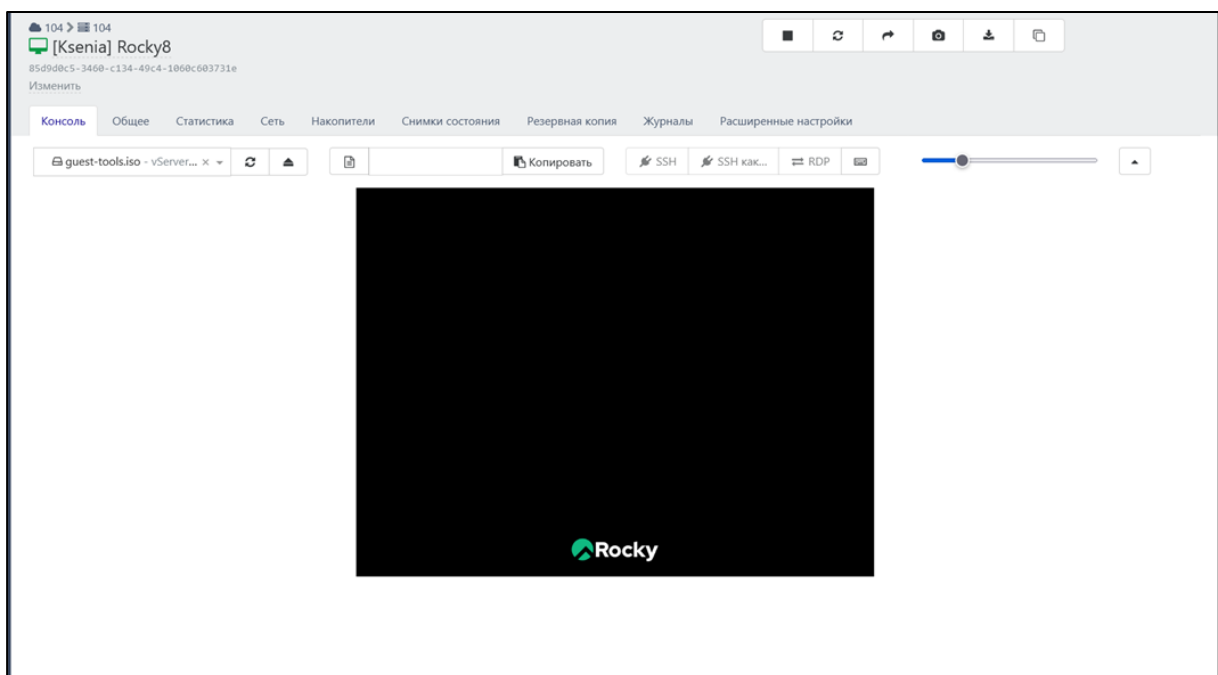 104 > 104
[Ksenia] Rocky8
85d9d0c5-3460-c134-49c4-1060c603731e
Изменить
Консоль Общее Статистика Сеть Накопители Снимки состояния Резервная копия Журналы Расширенные настройки
guest-tools.iso - vServer... × Копировать SSH SSH как... RDP
Rocky